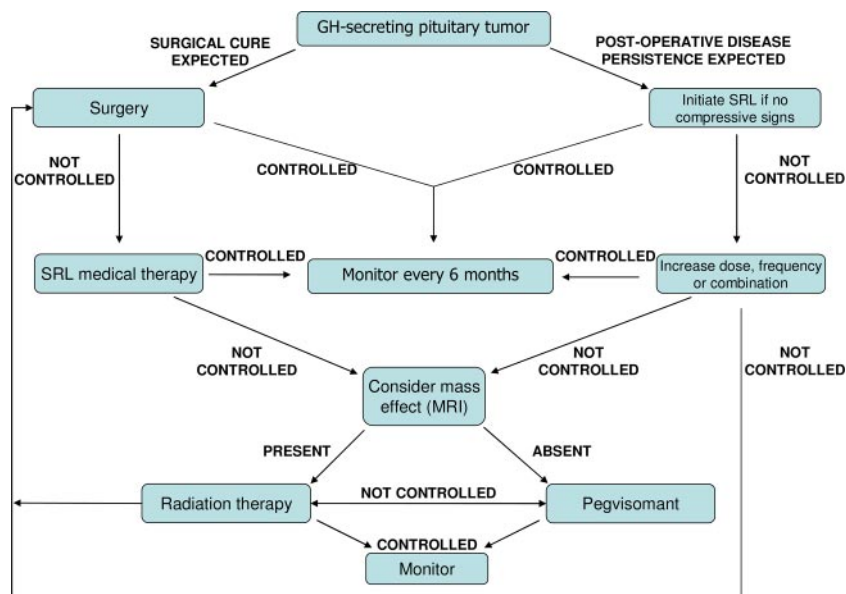 GH-secreting pituitary tumor
SURGICAL CURE
EXPECTED
POST-OPERATIVE DISEASE
PERSISTENCE EXPECTED
Surgery
Initiate SRL if no
compressive signs
NOT
CONTROLLED
CONTROLLED
CONTROLLED
NOT
CONTROLLED
SRL medical therapy
CONTROLLED
Monitor every 6 months
CONTROLLED
Increase dose, frequency
or combination
NOT
CONTROLLED
NOT
CONTROLLED
NOT
CONTROLLED
Consider mass
effect (MRI)
PRESENT
ABSENT
Radiation therapy
NOT CONTROLLED
Pegvisomant
CONTROLLED
Monitor